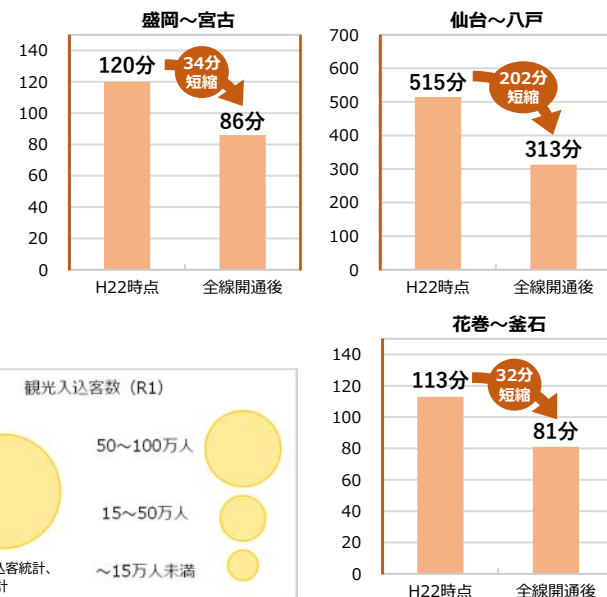 盛岡～宮古
140
120
100
80
60
40
20
0
120分
34分
短縮
86分
H22時点
全線開通後
仙台～八戸
700
600
500
400
300
200
100
0
515分
202分
短縮
313分
H22時点
全線開通後
花巻～釜石
140
120
100
80
60
40
20
0
113分
32分
短縮
81分
H22時点
全線開通後
観光入込客数（R1）
50～100万人
15～50万人
～15万人未満
込客統計、
計